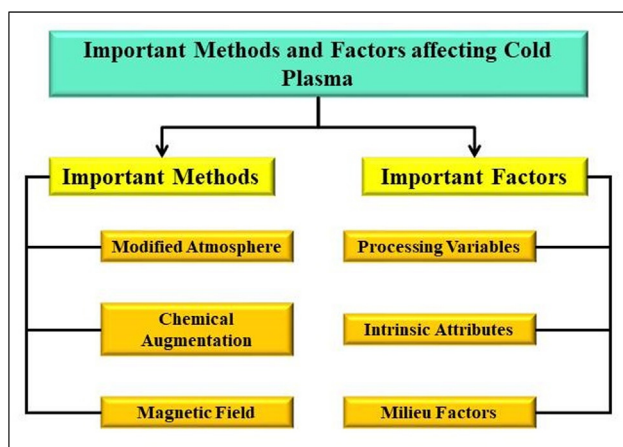 Important Methods and Factors affecting Cold
Plasma
Important Methods
Important Factors
Modified Atmosphere
Processing Variables
Chemical
Augmentation
Intrinsic Attributes
Magnetic Field
Milieu Factors